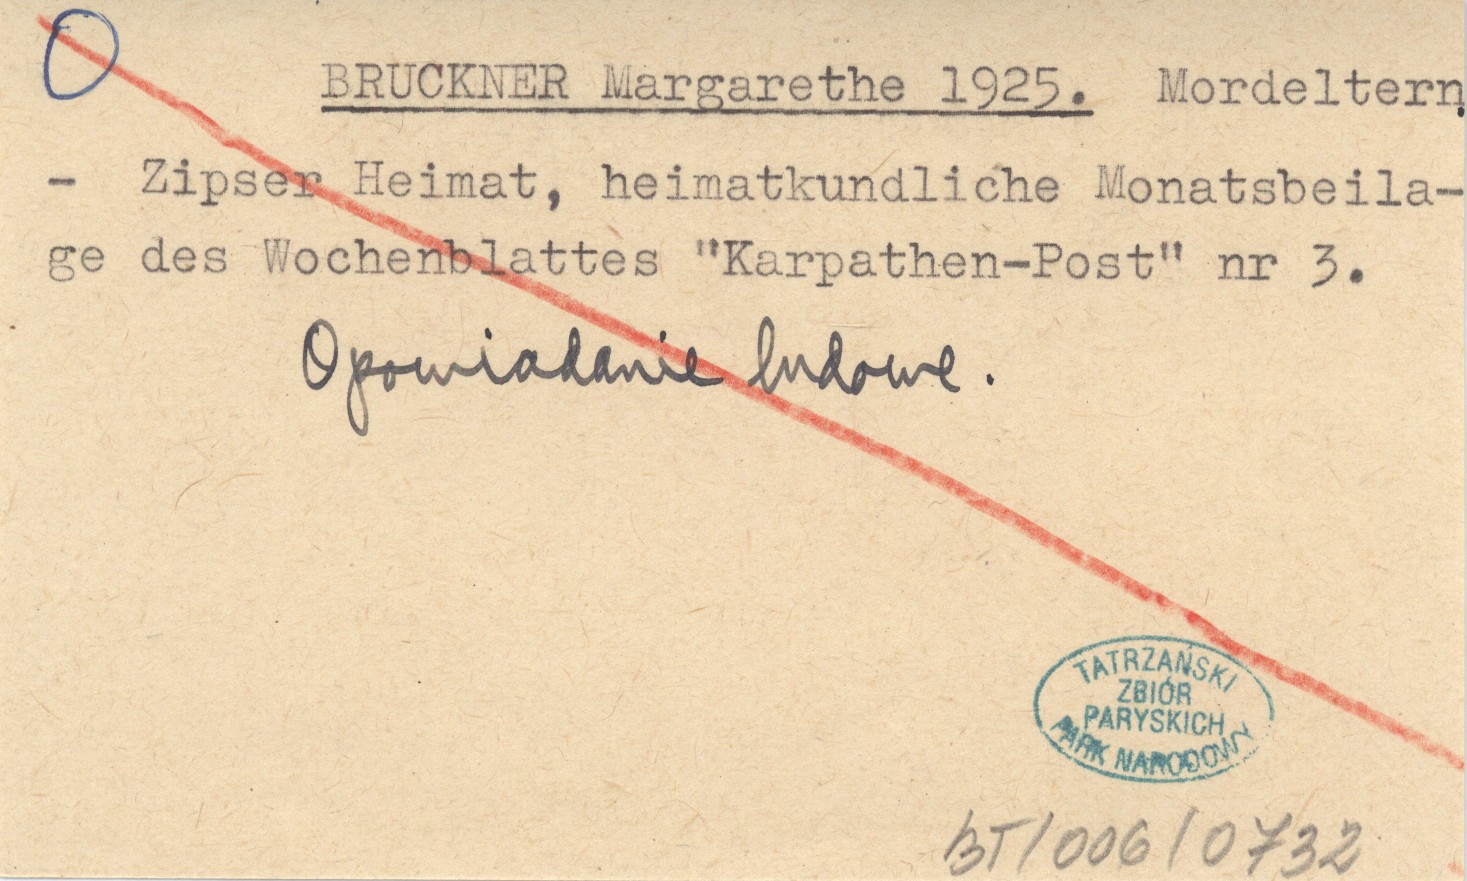 BRUCKNER Margarethe 1925. Mordeltern.
- Zipser Heimat, heimatkundliche Monatsbeila-
ge des Wochenblattes "Karpathen-Post" nr 3.
Opowiadanie ludowe.
TATRZAŃSKI
ZBIÓR
PARYSKICH
PARK NARODOWY
BT/006/0732